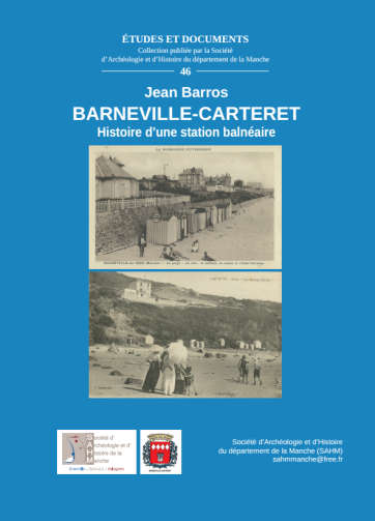 ÉTUDES ET DOCUMENTS
Collection publiée par la Société
d'Archéologie et d'Histoire du département de la Manche
46
Jean Barros
BARNEVILLE-CARTERET
Histoire d'une station balnéaire
Société d'Archéologie et d'Histoire
du département de la Manche (SAHM)
sahmmanche@free.fr